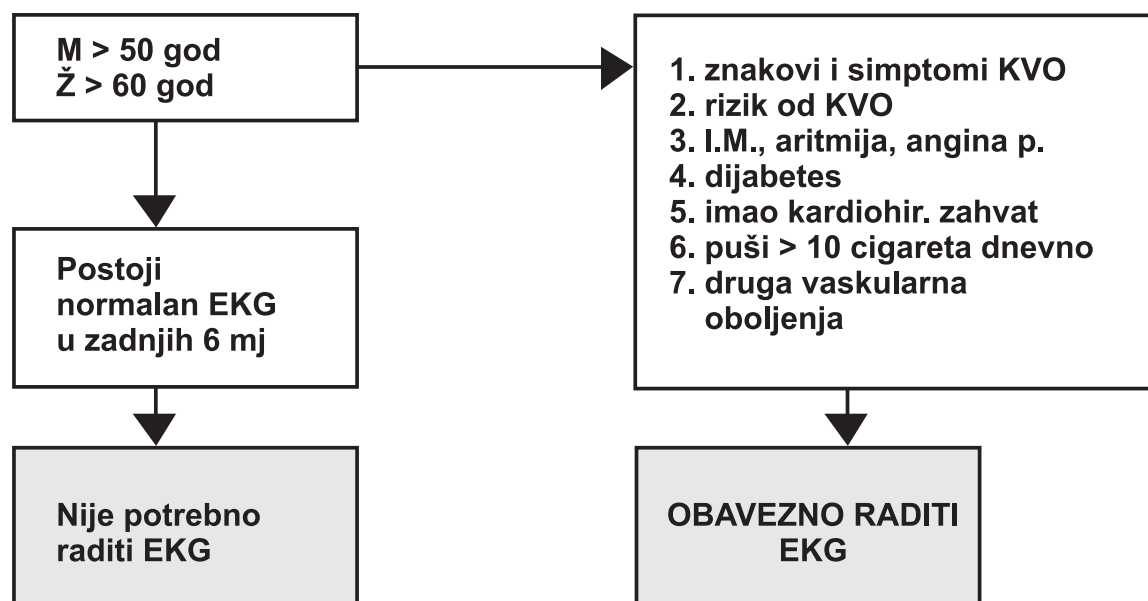 M > 50 god
Ž > 60 god
Postoji
normalan EKG
u zadnjih 6 mj
Nije potrebno
raditi EKG
1. znakovi i simptomi KVO
2. rizik od KVO
3. I.M., aritmija, angina p.
4. dijabetes
5. imao kardiohir. zahvat
6. puši > 10 cigareta dnevno
7. druga vaskularna
oboljenja
OBAVEZNO RADITI
EKG